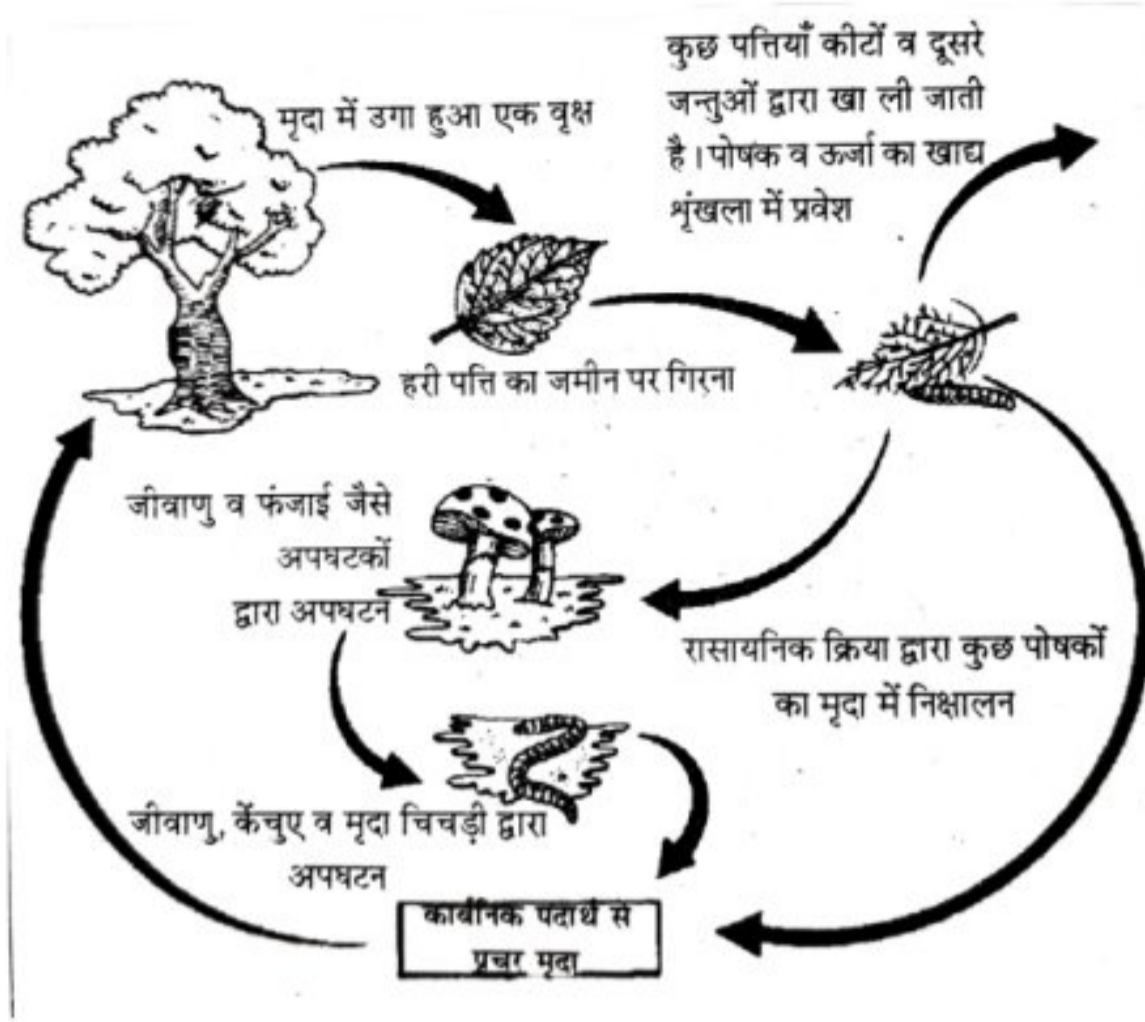 कुछ पत्तियाँ कीटों व दूसरे
जन्तुओं द्वारा खा ली जाती
है। पोषक व ऊर्जा का खाद्य
शृंखला में प्रवेश
मृदा में उगा हुआ एक वृक्ष
हरी पत्ति का जमीन पर गिरना
जीवाणु व फंजाई जैसे
अपघटकों
द्वारा अपघटन
रासायनिक क्रिया द्वारा कुछ पोषकों
का मृदा में निक्षालन
जीवाणु, केंचुए व मृदा चिचड़ी द्वारा
अपघटन
कार्बनिक पदार्थ से
प्रचुर मृदा